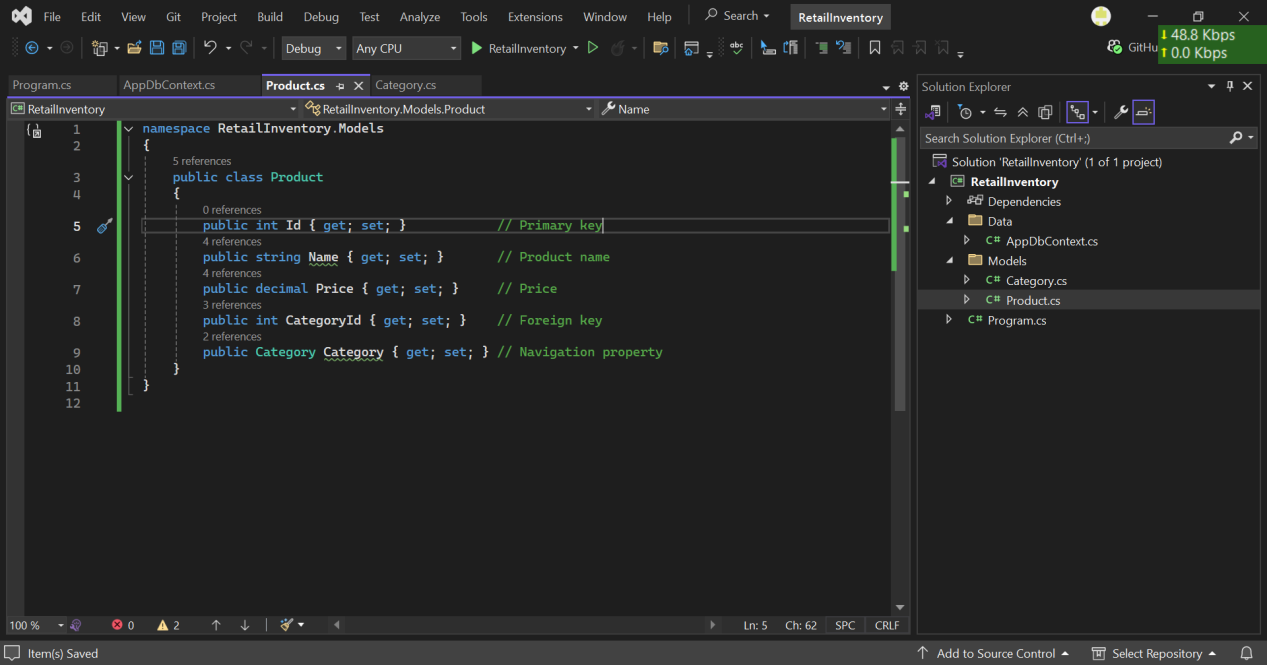 File Edit View Git Project Build Debug Test Analyze Tools Extensions Window Help Search RetailInventory
48.8 Kbps
0.0 Kbps
Debug Any CPU RetailInventory GitHu
Program.cs AppDbContext.cs Product.cs Category.cs
RetailInventory RetailInventory.Models.Product Name
1 namespace RetailInventory.Models
2 {
5 references
3 public class Product
4 {
0 references
5 public int Id { get; set; } // Primary key
4 references
6 public string Name { get; set; } // Product name
4 references
7 public decimal Price { get; set; } // Price
3 references
8 public int CategoryId { get; set; } // Foreign key
2 references
9 public Category Category { get; set; } // Navigation property
10 }
11 }
12
100 % 0 2 Ln: 5 Ch: 62 SPC CRLF
Solution Explorer
Search Solution Explorer (Ctrl+;)
Solution 'RetailInventory' (1 of 1 project)
C# RetailInventory
Dependencies
Data
C# AppDbContext.cs
Models
C# Category.cs
C# Product.cs
C# Program.cs
Item(s) Saved Add to Source Control Select Repository